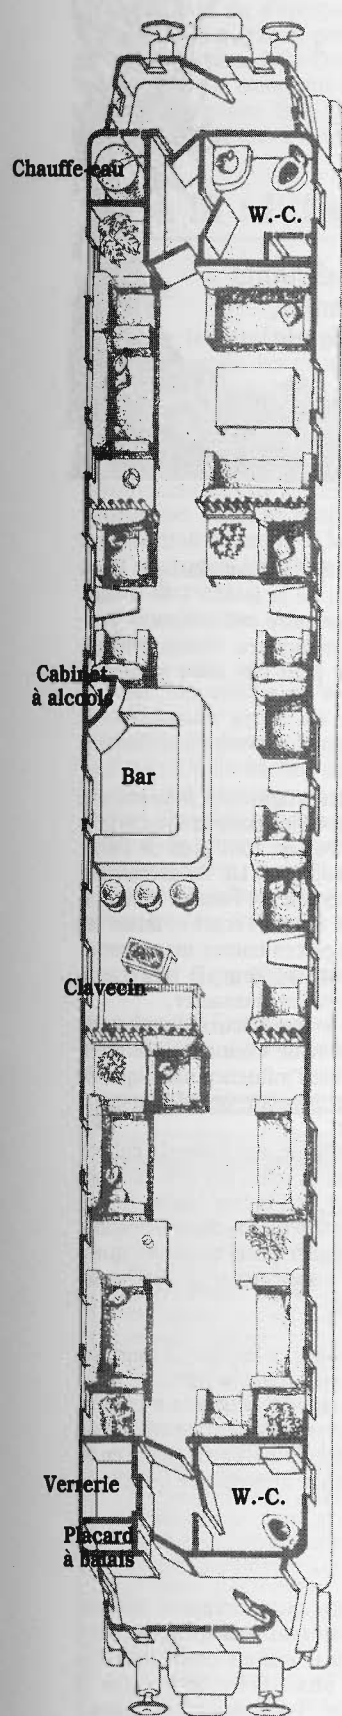 Chauffe-eau
W.-C.
Cabinet
à alcools
Bar
Clavecin
Verrerie
W.-C.
Placard
à balais